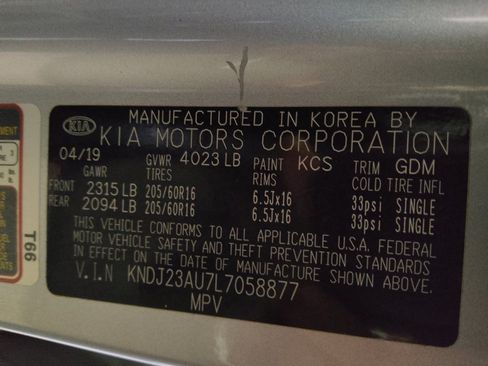 MANUFACTURED IN KOREA BY
KIA KIA MOTORS CORPORATION
04/19 GVWR 4023 LB PAINT KCS TRIM GDM
GAWR TIRES RIMS COLD TIRE INFL
FRONT 2315 LB 205/60R16 6.5Jx16 33psi SINGLE
REAR 2094 LB 205/60R16 6.5Jx16 33psi SINGLE
THIS VEHICLE CONFORMS TO ALL APPLICABLE U.S.A. FEDERAL
MOTOR VEHICLE SAFETY AND THEFT PREVENTION STANDARDS
IN EFFECT ON THE DATE OF MANUFACTURE SHOWN ABOVE.
V.I.N KNDJ23AU7L7058877
MPV
T66